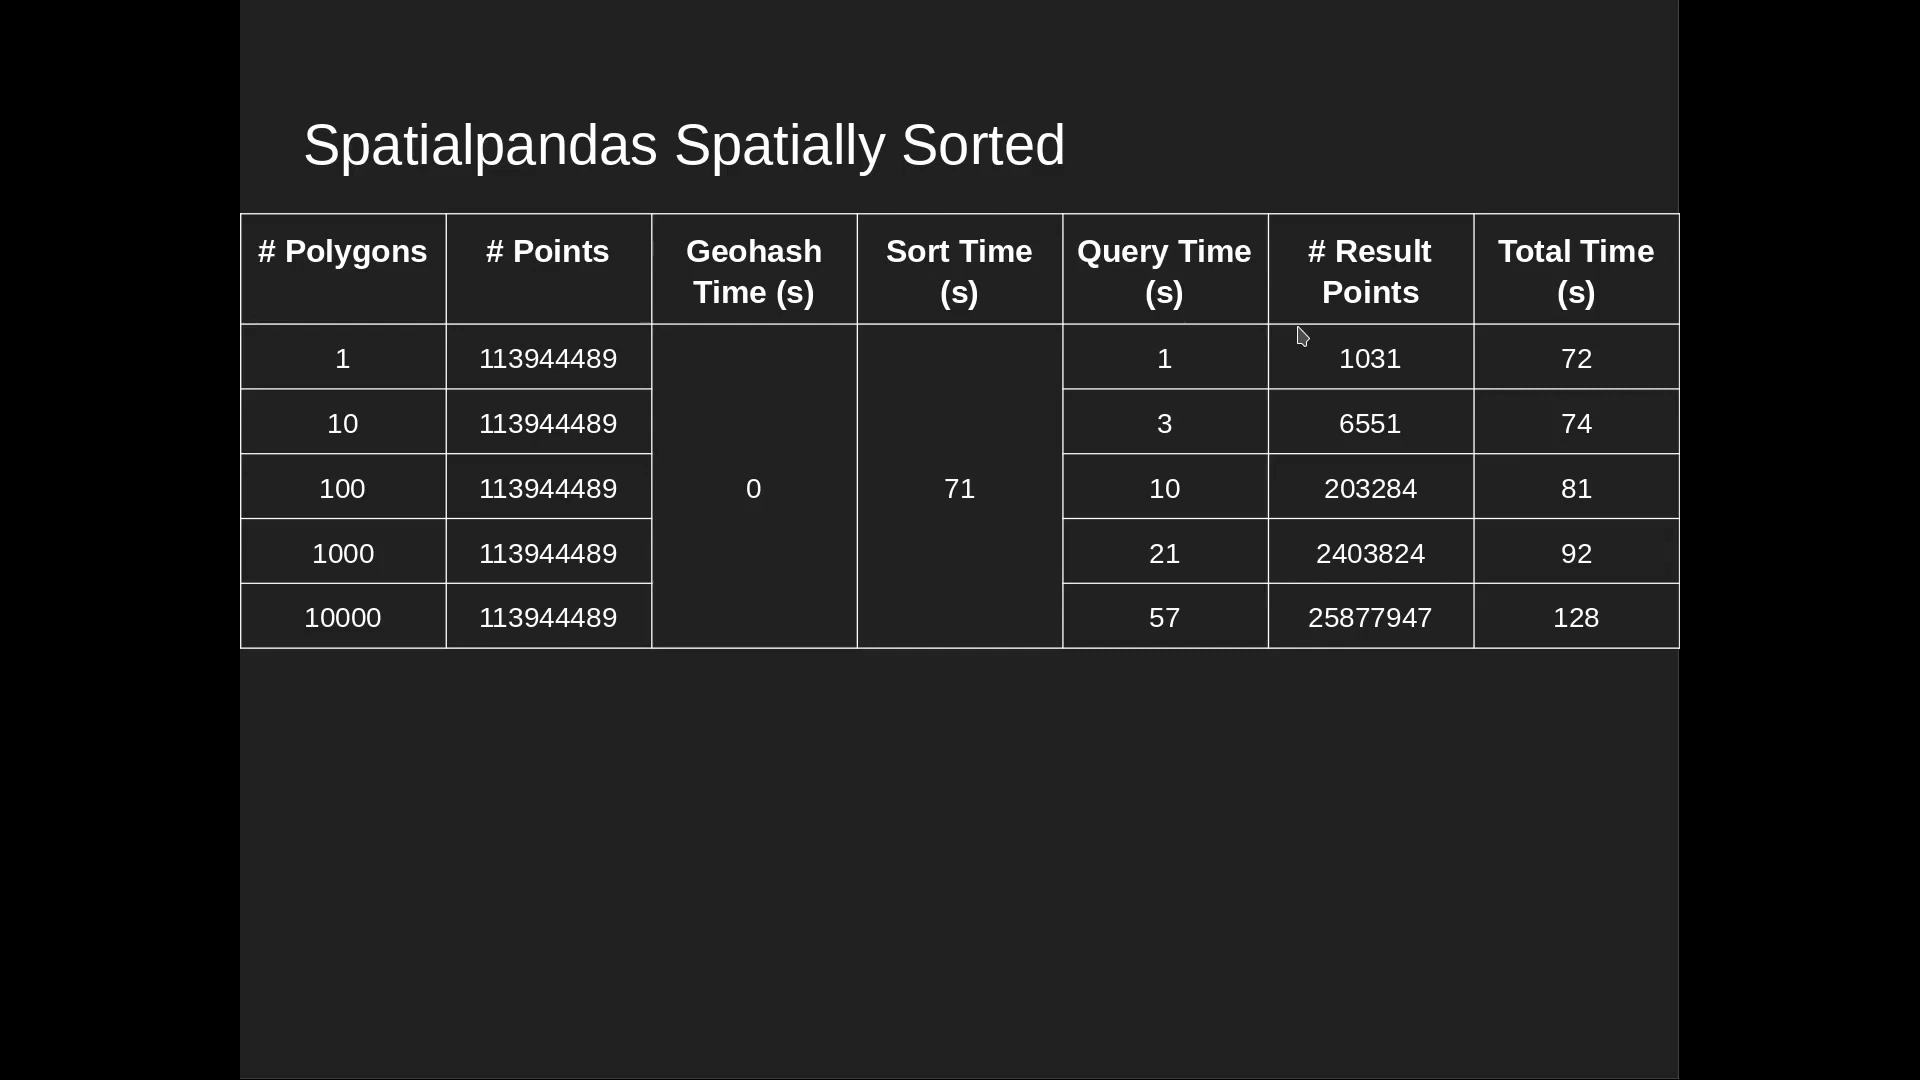 Spatialpandas Spatially Sorted
# Polygons # Points Geohash Time (s) Sort Time (s) Query Time (s) # Result Points Total Time (s)
1 113944489 1 1031 72
10 113944489 3 6551 74
100 113944489 0 71 10 203284 81
1000 113944489 21 2403824 92
10000 113944489 57 25877947 128